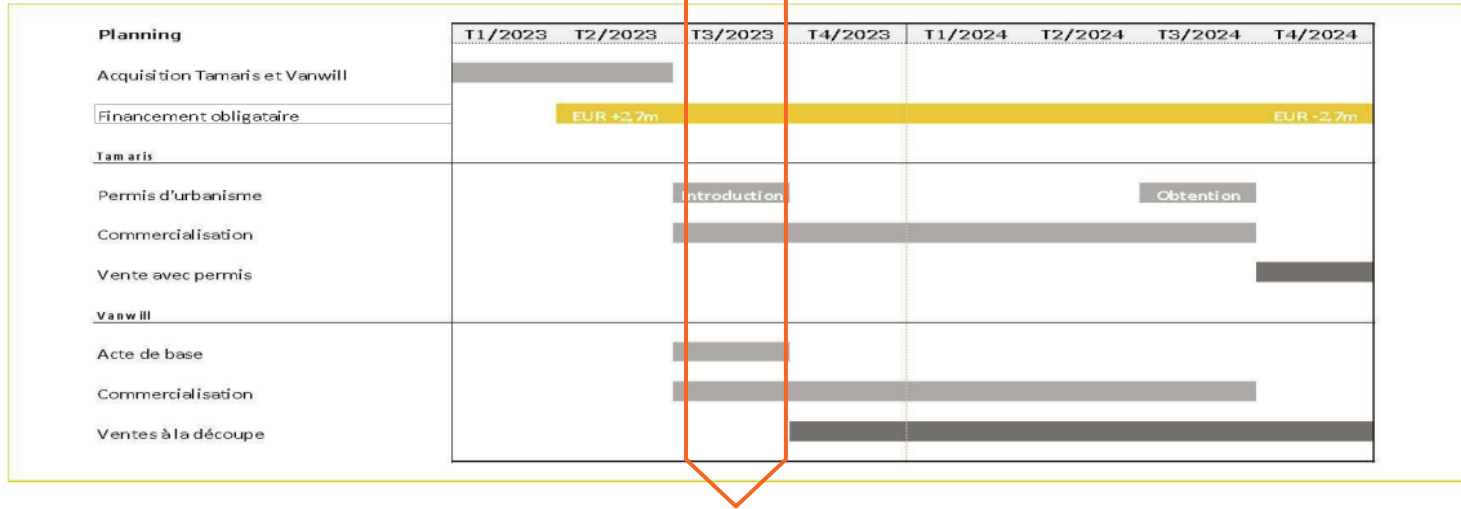 Planning T1/2023 T2/2023 T3/2023 T4/2023 T1/2024 T2/2024 T3/2024 T4/2024
Acquisition Tamaris et Vanwill
Financement obligataire EUR +2,7m EUR -2,7m
Tamaris
Permis d'urbanisme Introduction Obtention
Commercialisation
Vente avec permis
Vanwill
Acte de base
Commercialisation
Ventes à la découpe